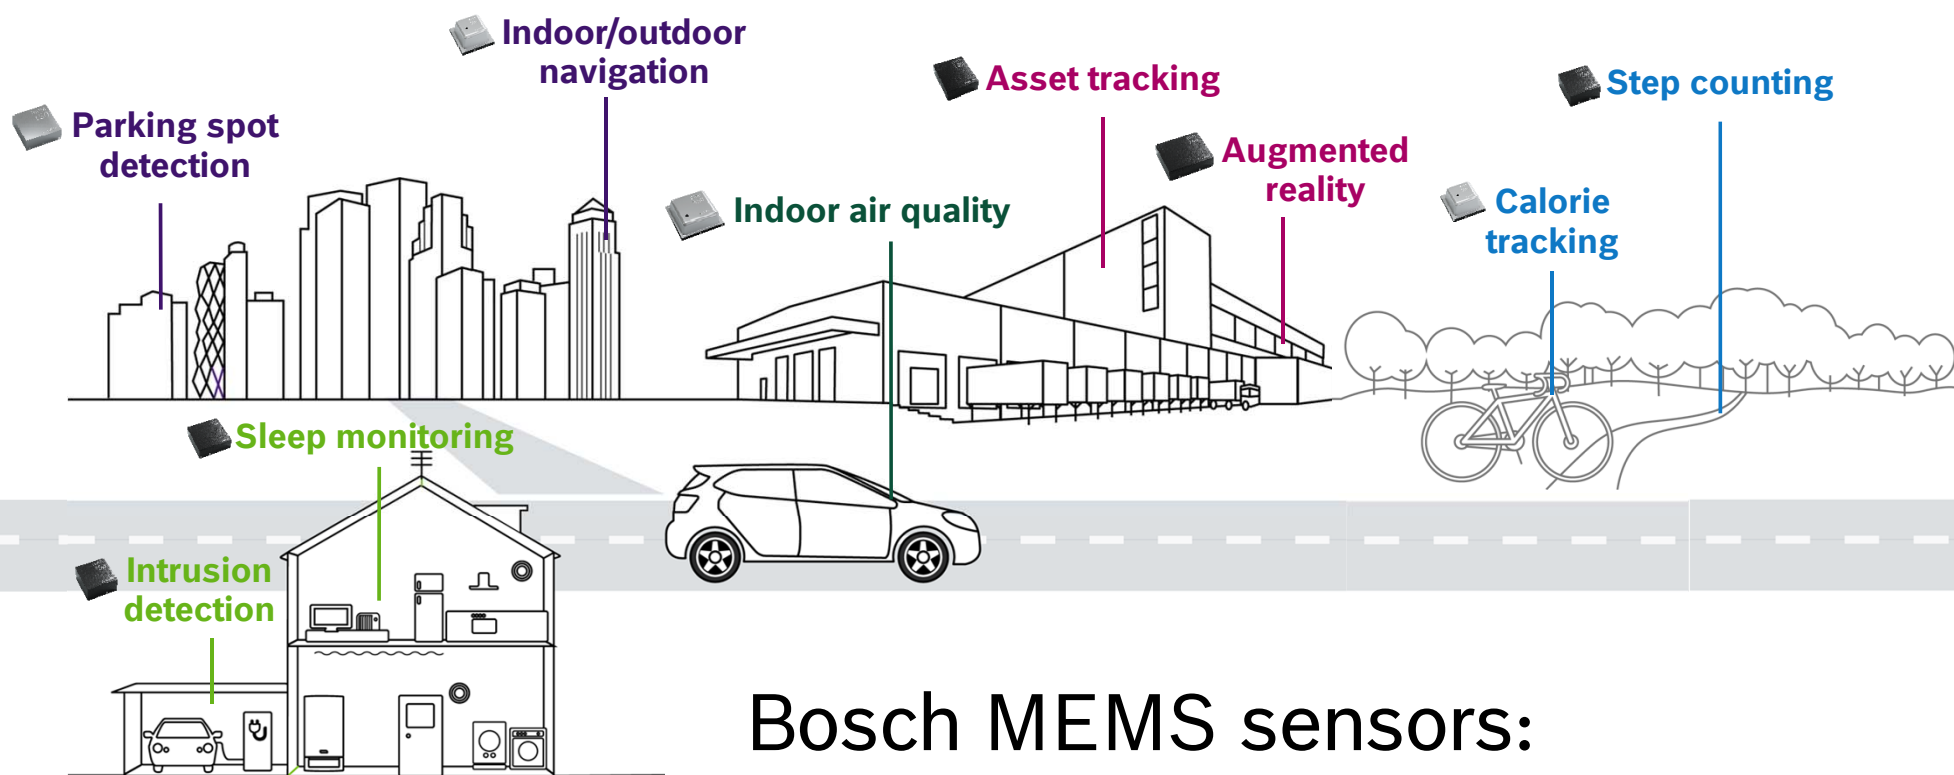 Indoor/outdoor
navigation
Asset tracking
Step counting
Parking spot
detection
Augmented
reality
Indoor air quality
Calorie
tracking
Sleep monitoring
Intrusion
detection
Bosch MEMS sensors: